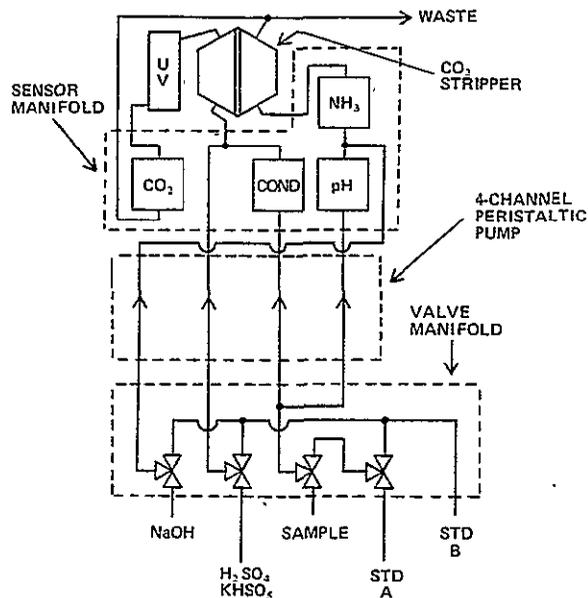 WASTE
CO₂
STRIPPER
UV
SENSOR
MANIFOLD
NH₃
CO₂
COND
pH
4-CHANNEL
PERISTALTIC
PUMP
VALVE
MANIFOLD
NaOH
SAMPLE
STD
B
H₂SO₄
KHSO₅
STD
A